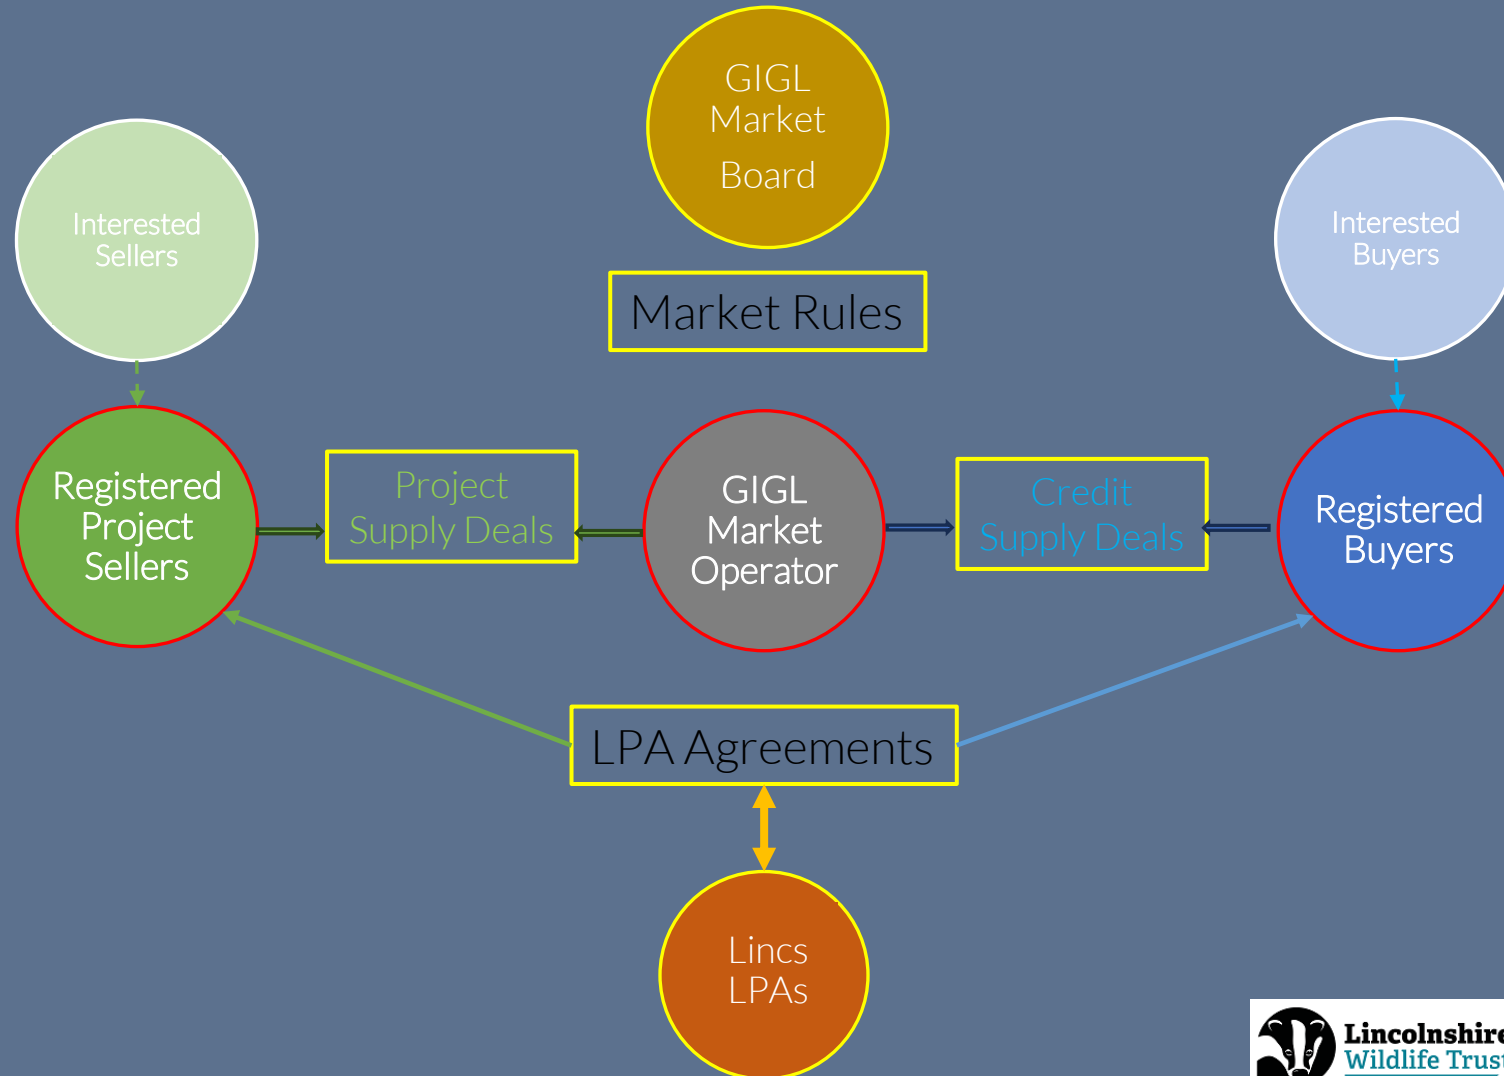 GIGL
Market
Board
Interested
Sellers
Interested
Buyers
Market Rules
Registered
Project
Sellers
Project
Supply Deals
GIGL
Market
Operator
Credit
Supply Deals
Registered
Buyers
LPA Agreements
Lincs
LPAs
Lincolnshire
Wildlife Trust